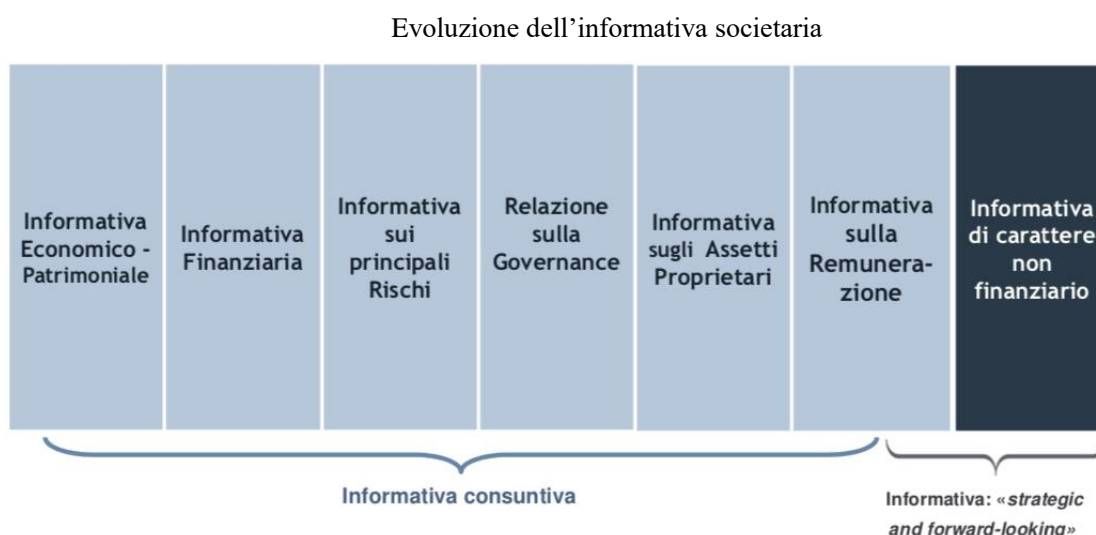 Evoluzione dell’informativa societaria
Informativa
Economico -
Patrimoniale
Informativa
Finanziaria
Informativa
sui
principali
Rischi
Relazione
sulla
Governance
Informativa
sugli Assetti
Proprietari
Informativa
sulla
Remunera-
zione
Informativa
di carattere
non
finanziario
Informativa consuntiva
Informativa: «strategic
and forward-looking»